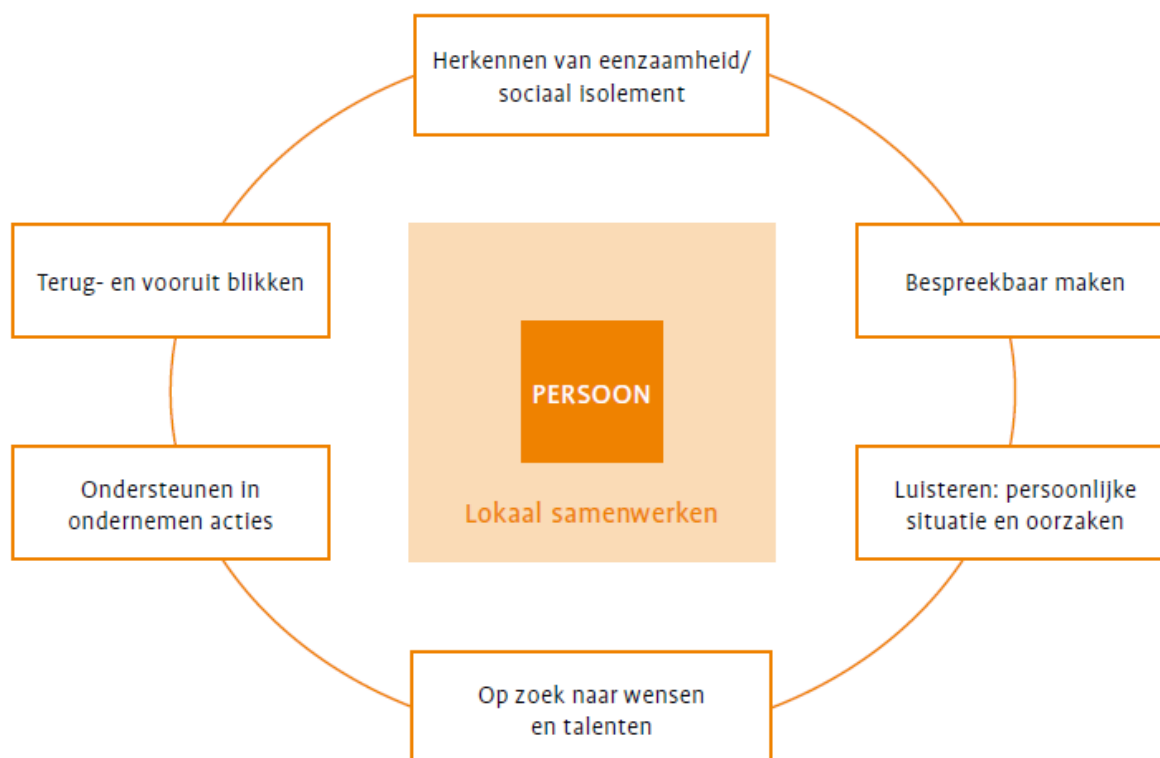 Herkennen van eenzaamheid/
sociaal isolement
Terug- en vooruit blikken
Bespreekbaar maken
PERSOON
Ondersteunen in
ondernemen acties
Lokaal samenwerken
Luisteren: persoonlijke
situatie en oorzaken
Op zoek naar wensen
en talenten